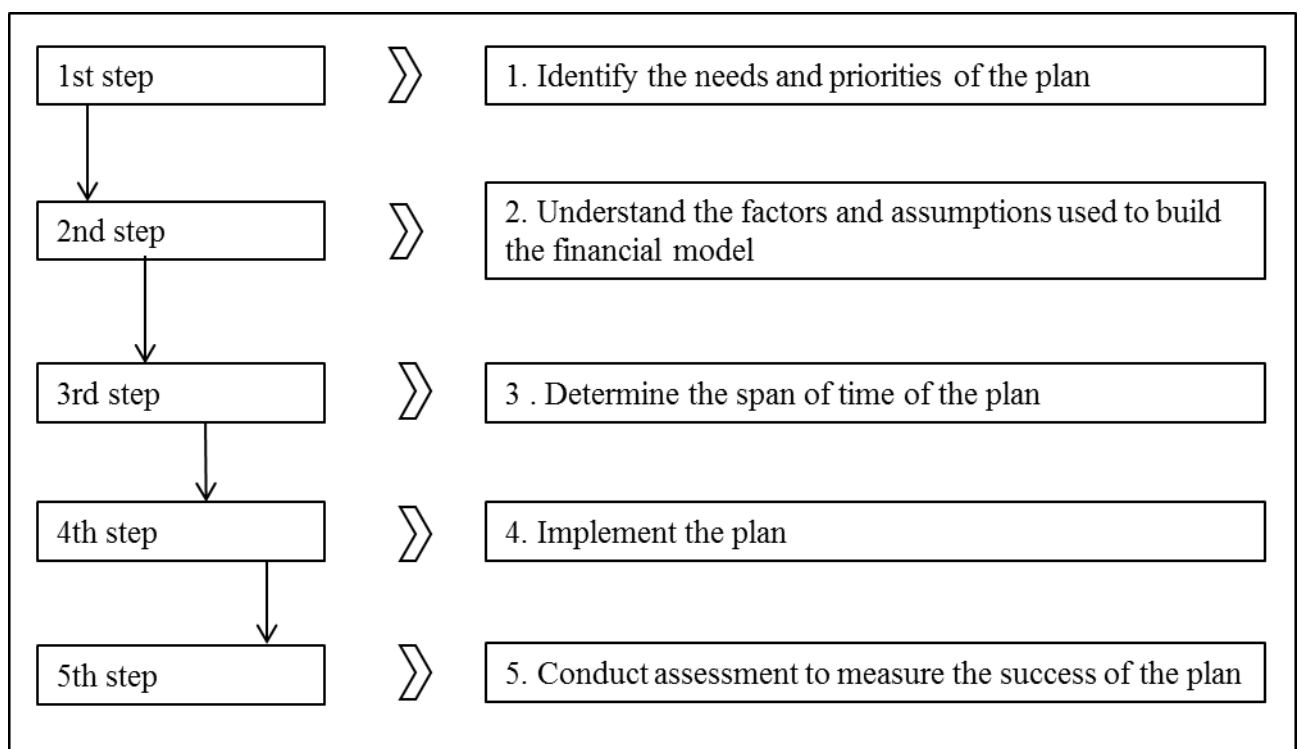 1st step
1. Identify the needs and priorities of the plan
2nd step
2. Understand the factors and assumptions used to build
the financial model
3rd step
3 . Determine the span of time of the plan
4th step
4. Implement the plan
5th step
5. Conduct assessment to measure the success of the plan